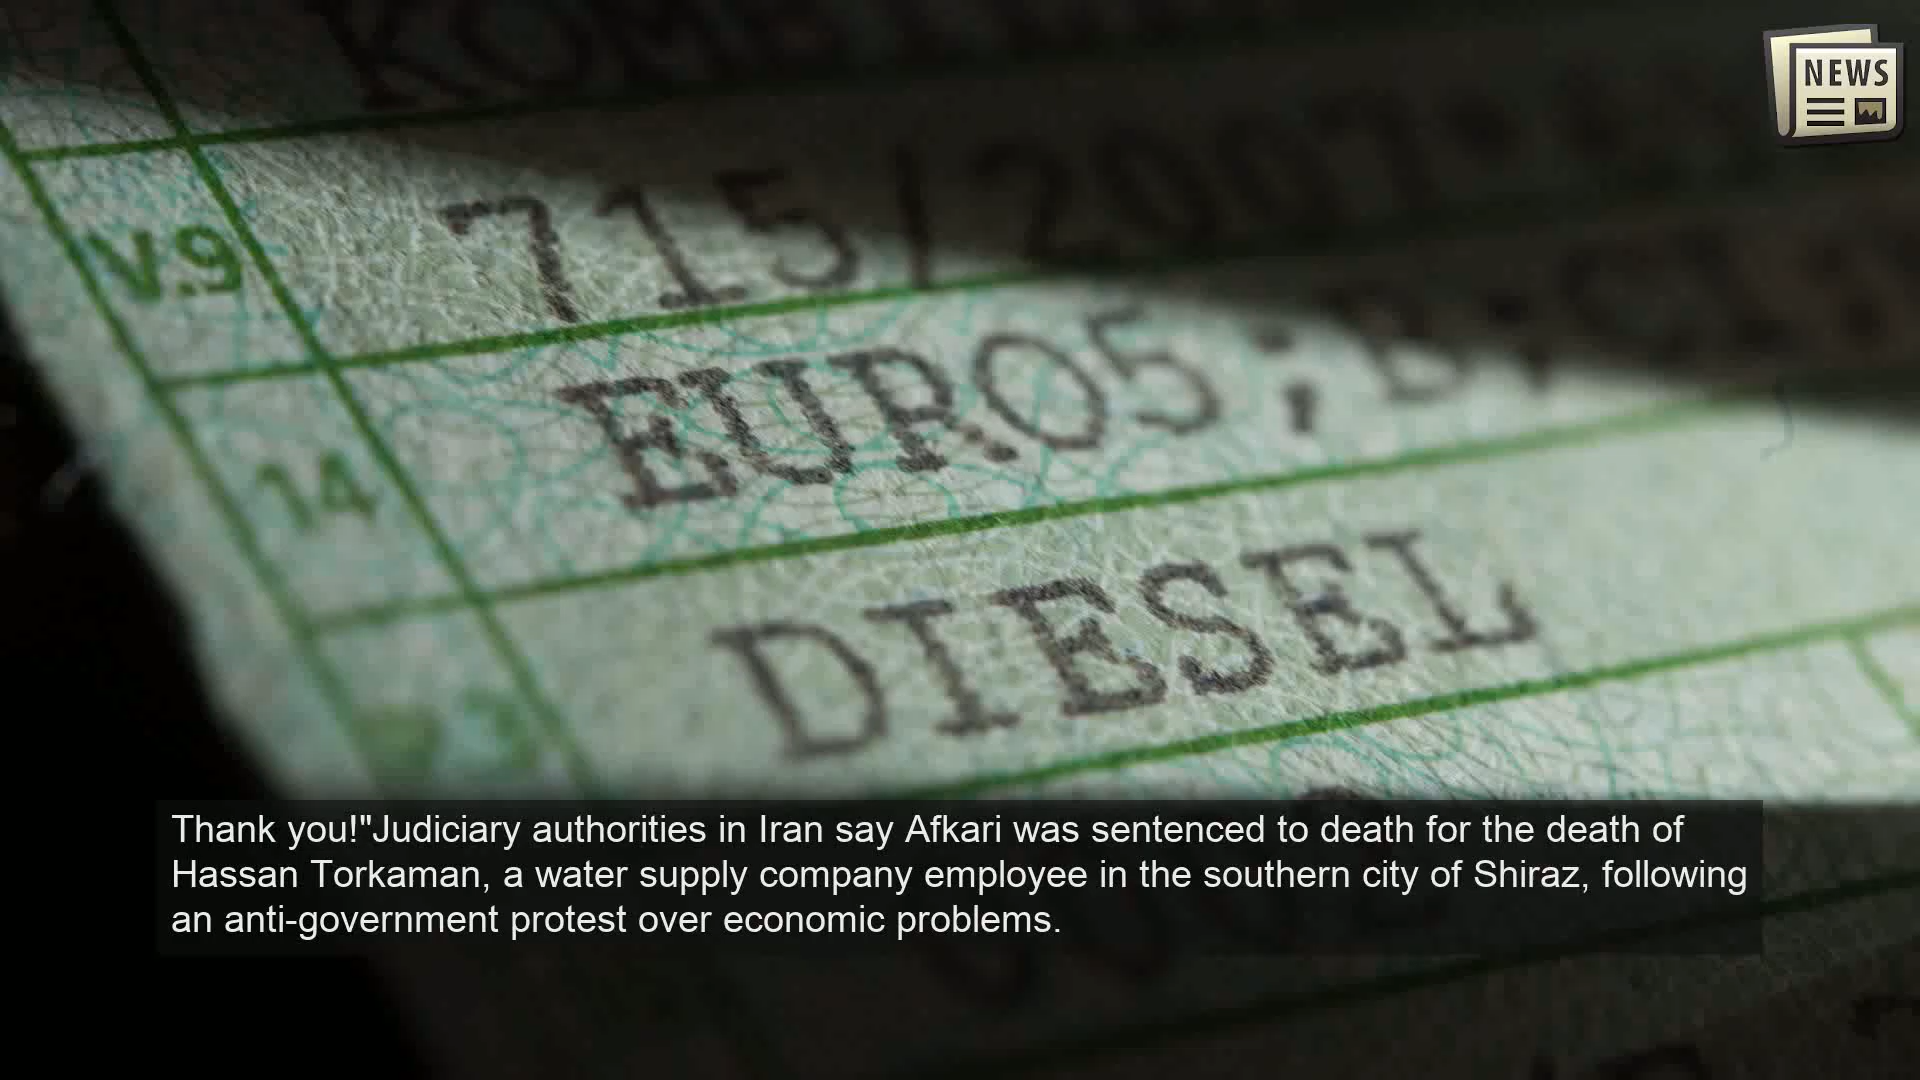 NEWS
V.9
715/2007
14
EURO5;
DIESEL
Thank you!"Judiciary authorities in Iran say Afkari was sentenced to death for the death of
Hassan Torkaman, a water supply company employee in the southern city of Shiraz, following
an anti-government protest over economic problems.